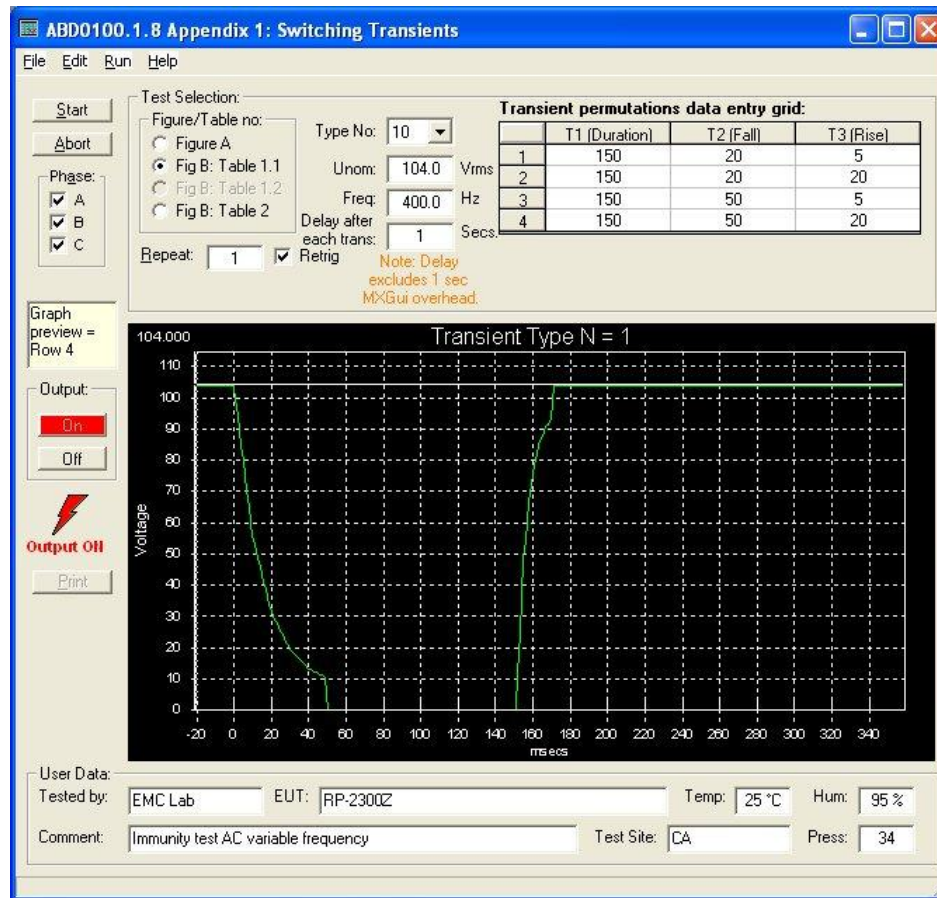 ABD0100.1.8 Appendix 1: Switching Transients
File Edit Run Help
Start
Abort
Phase:
A
B
C
Test Selection:
Figure/Table no:
Figure A
Fig B: Table 1.1
Fig B: Table 1.2
Fig B: Table 2
Repeat: 1
Retrig
Type No: 10
Unom: 104.0 Vrms
Freq: 400.0 Hz
Delay after
each trans: 1 Secs.
Note: Delay
excludes 1 sec
MXGui overhead.
Transient permutations data entry grid:
T1 (Duration) T2 (Fall) T3 (Rise)
1 150 20 5
2 150 20 20
3 150 50 5
4 150 50 20
Graph
preview =
Row 4
Output:
On
Off
Output ON
Print
104.000
Transient Type N = 1
Voltage
110
100
90
80
70
60
50
40
30
20
10
0
-20 0 20 40 60 80 100 120 140 160 180 200 220 240 260 280 300 320 340
msecs
User Data:
Tested by: EMC Lab EUT: RP-2300Z Temp: 25 °C Hum: 95 %
Comment: Immunity test AC variable frequency Test Site: CA Press: 34